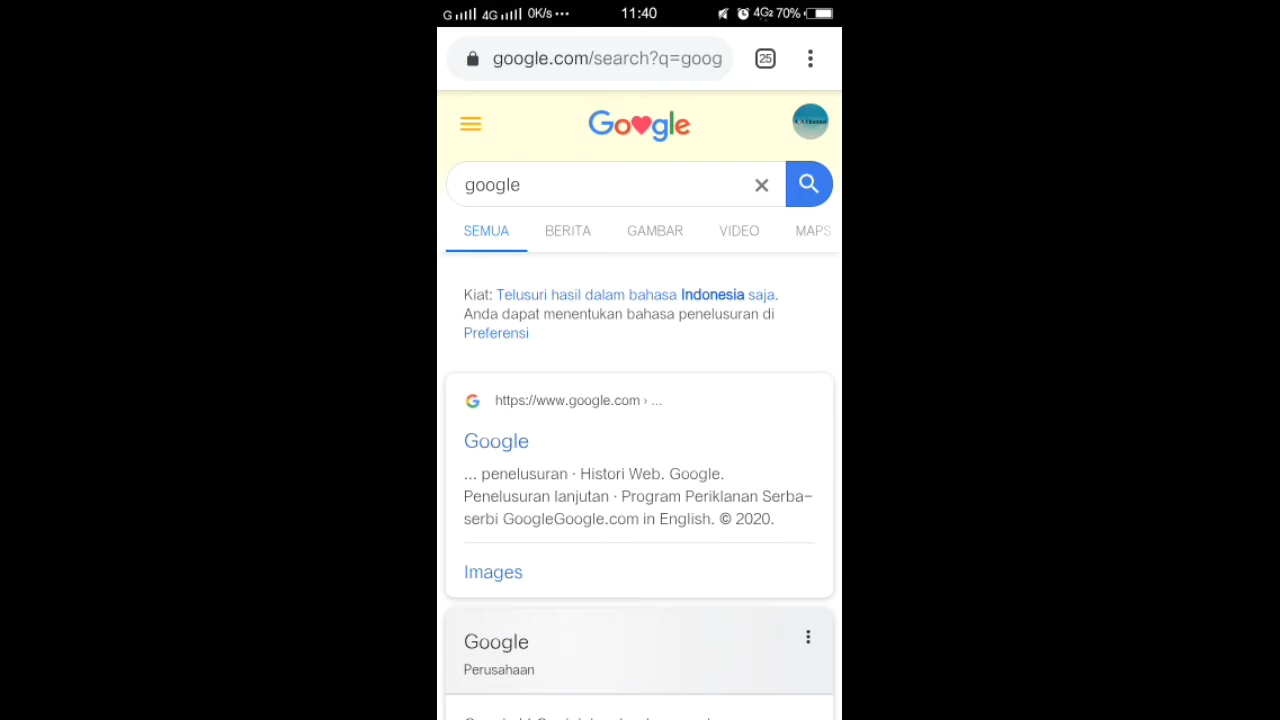 G 4G 0K/s ··· 11:40 4G2 70%
google.com/search?q=goog 25
Google
google
SEMUA BERITA GAMBAR VIDEO MAPS
Kiat: Telusuri hasil dalam bahasa Indonesia saja.
Anda dapat menentukan bahasa penelusuran di
Preferensi
https://www.google.com › ...
Google
... penelusuran · Histori Web. Google.
Penelusuran lanjutan · Program Periklanan Serba-
serbi GoogleGoogle.com in English. © 2020.
Images
Google
Perusahaan